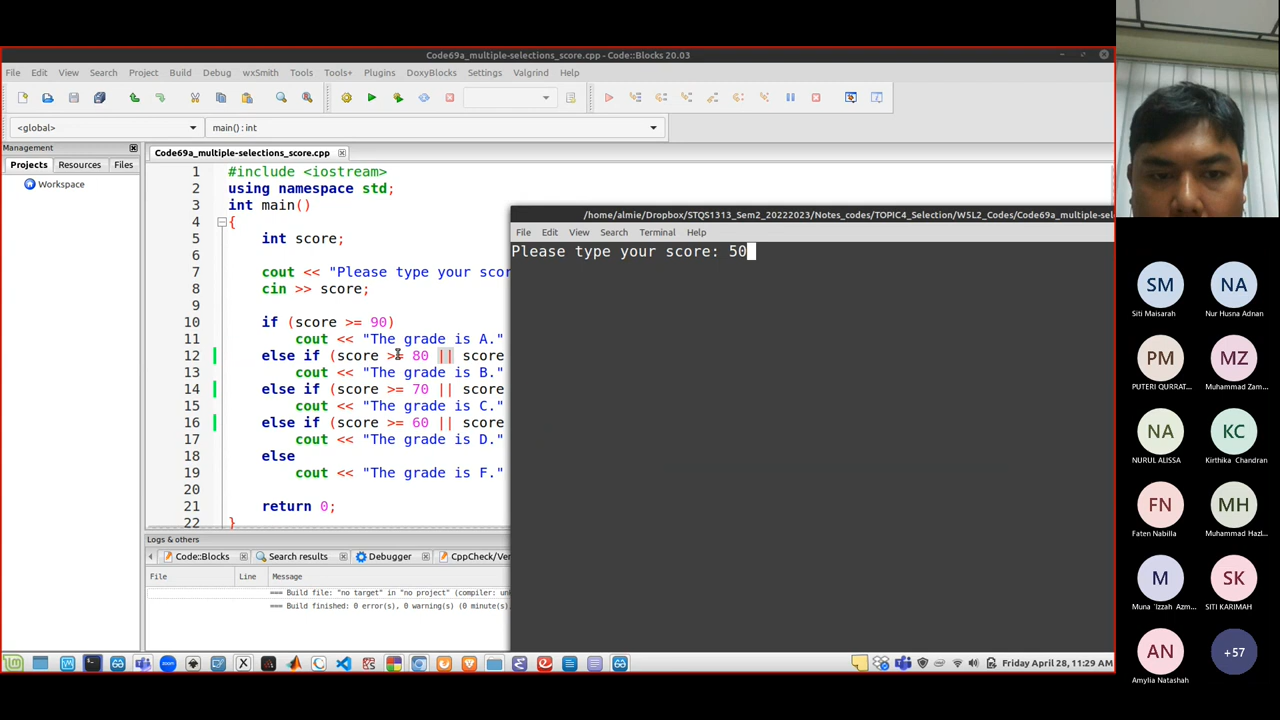 Code69a_multiple-selections_score.cpp - Code::Blocks 20.03
File Edit View Search Project Build Debug wxSmith Tools Tools+ Plugins DoxyBlocks Settings Valgrind Help
<global> main() : int
Management
Projects Resources Files
Workspace
Code69a_multiple-selections_score.cpp
1 #include <iostream>
2 using namespace std;
3 int main()
4 {
5 int score;
6
7 cout << "Please type your scor
8 cin >> score;
9
10 if (score >= 90)
11 cout << "The grade is A."
12 else if (score >= 80 || score
13 cout << "The grade is B."
14 else if (score >= 70 || score
15 cout << "The grade is C."
16 else if (score >= 60 || score
17 cout << "The grade is D."
18 else
19 cout << "The grade is F."
20
21 return 0;
22 }
/home/almie/Dropbox/STQS1313_Sem2_20222023/Notes_codes/TOPIC4_Selection/W5L2_Codes/Code69a_multiple-sel
File Edit View Search Terminal Help
Please type your score: 50
Logs & others
Code::Blocks Search results Debugger CppCheck/Ver
File Line Message
=== Build file: "no target" in "no project" (compiler: unk
=== Build finished: 0 error(s), 0 warning(s) (0 minute(s),
Friday April 28, 11:29 AM
SM
Siti Maisarah
NA
Nur Husna Adnan
PM
PUTERI QURRAT...
MZ
Muhammad Zam...
NA
NURUL ALISSA
KC
Kirthika Chandran
FN
Faten Nabilla
MH
Muhammad Hazi...
M
Muna 'Izzah Azm...
SK
SITI KARIMAH
AN
Amylia Natashah
+57